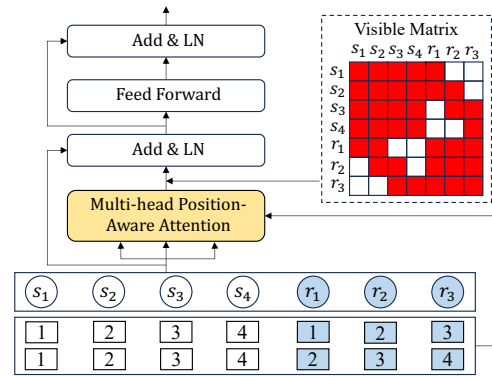 Add & LN
Feed Forward
Add & LN
Multi-head Position-
Aware Attention
Visible Matrix
s₁ s₂ s₃ s₄ r₁ r₂ r₃
s₁
s₂
s₃
s₄
r₁
r₂
r₃
s₁ s₂ s₃ s₄ r₁ r₂ r₃
1 2 3 4 1 2 3
1 2 3 4 2 3 4